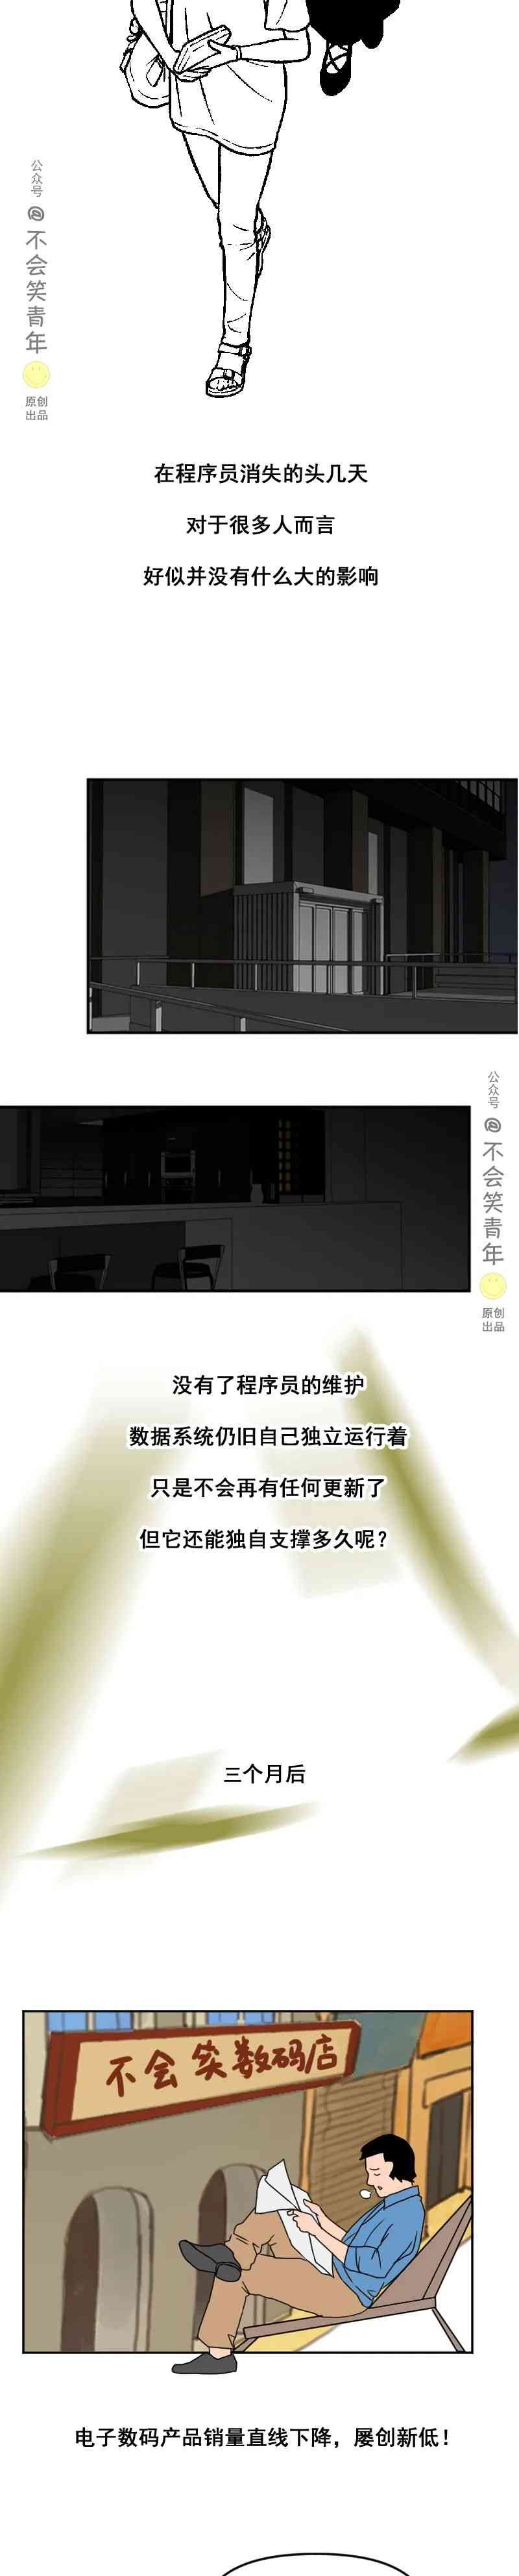 公众号
@不会笑青年
原创
出品
在程序员消失的头几天
对于很多人而言
好似并没有什么大的影响
公众号
@不会笑青年
原创
出品
没有了程序员的维护
数据系统仍旧自己独立运行着
只是不会再有任何更新了
但它还能独自支撑多久呢？
三个月后
不会笑数码店
电子数码产品销量直线下降，屡创新低！